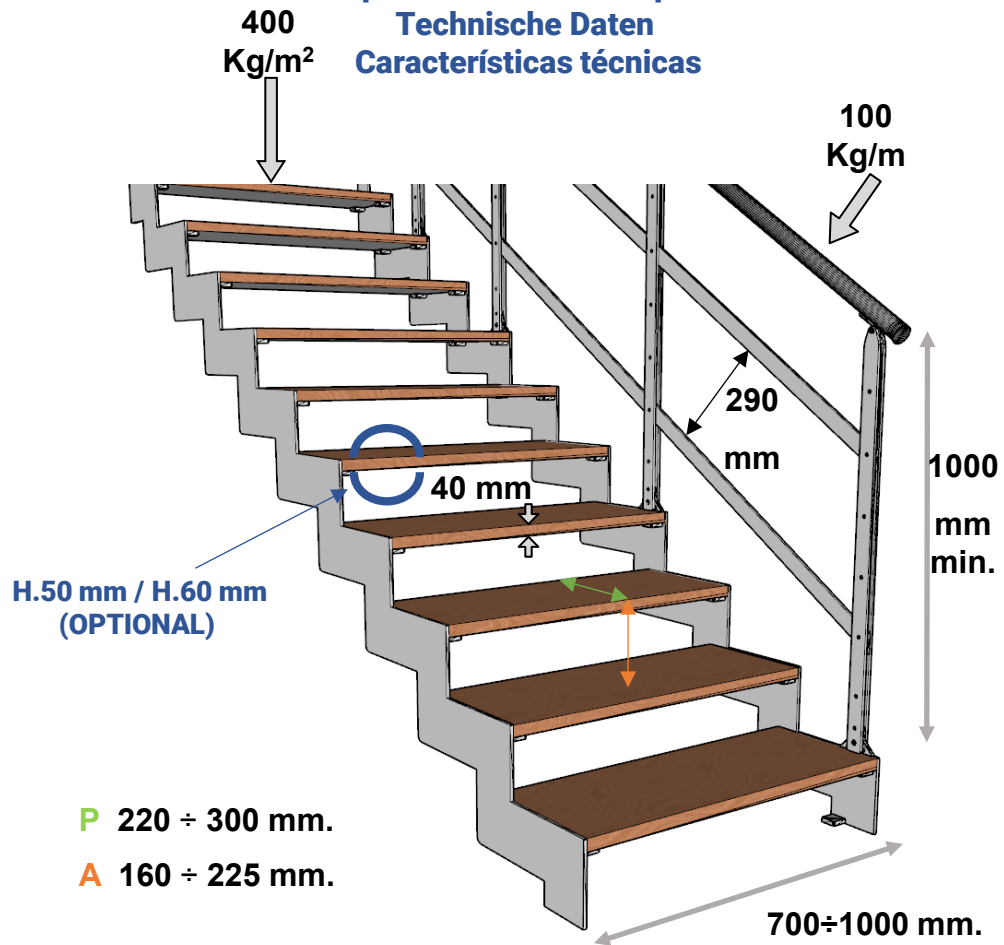 Technische Daten
Características técnicas
400
Kg/m²
100
Kg/m
290
mm
1000
mm
min.
40 mm
H.50 mm / H.60 mm
(OPTIONAL)
P 220 ÷ 300 mm.
A 160 ÷ 225 mm.
700÷1000 mm.